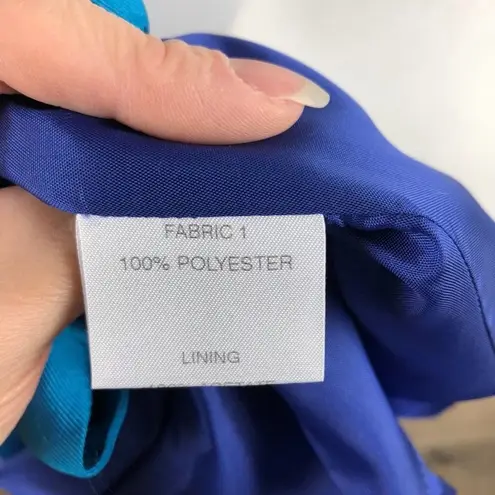 FABRIC 1
100% POLYESTER
LINING